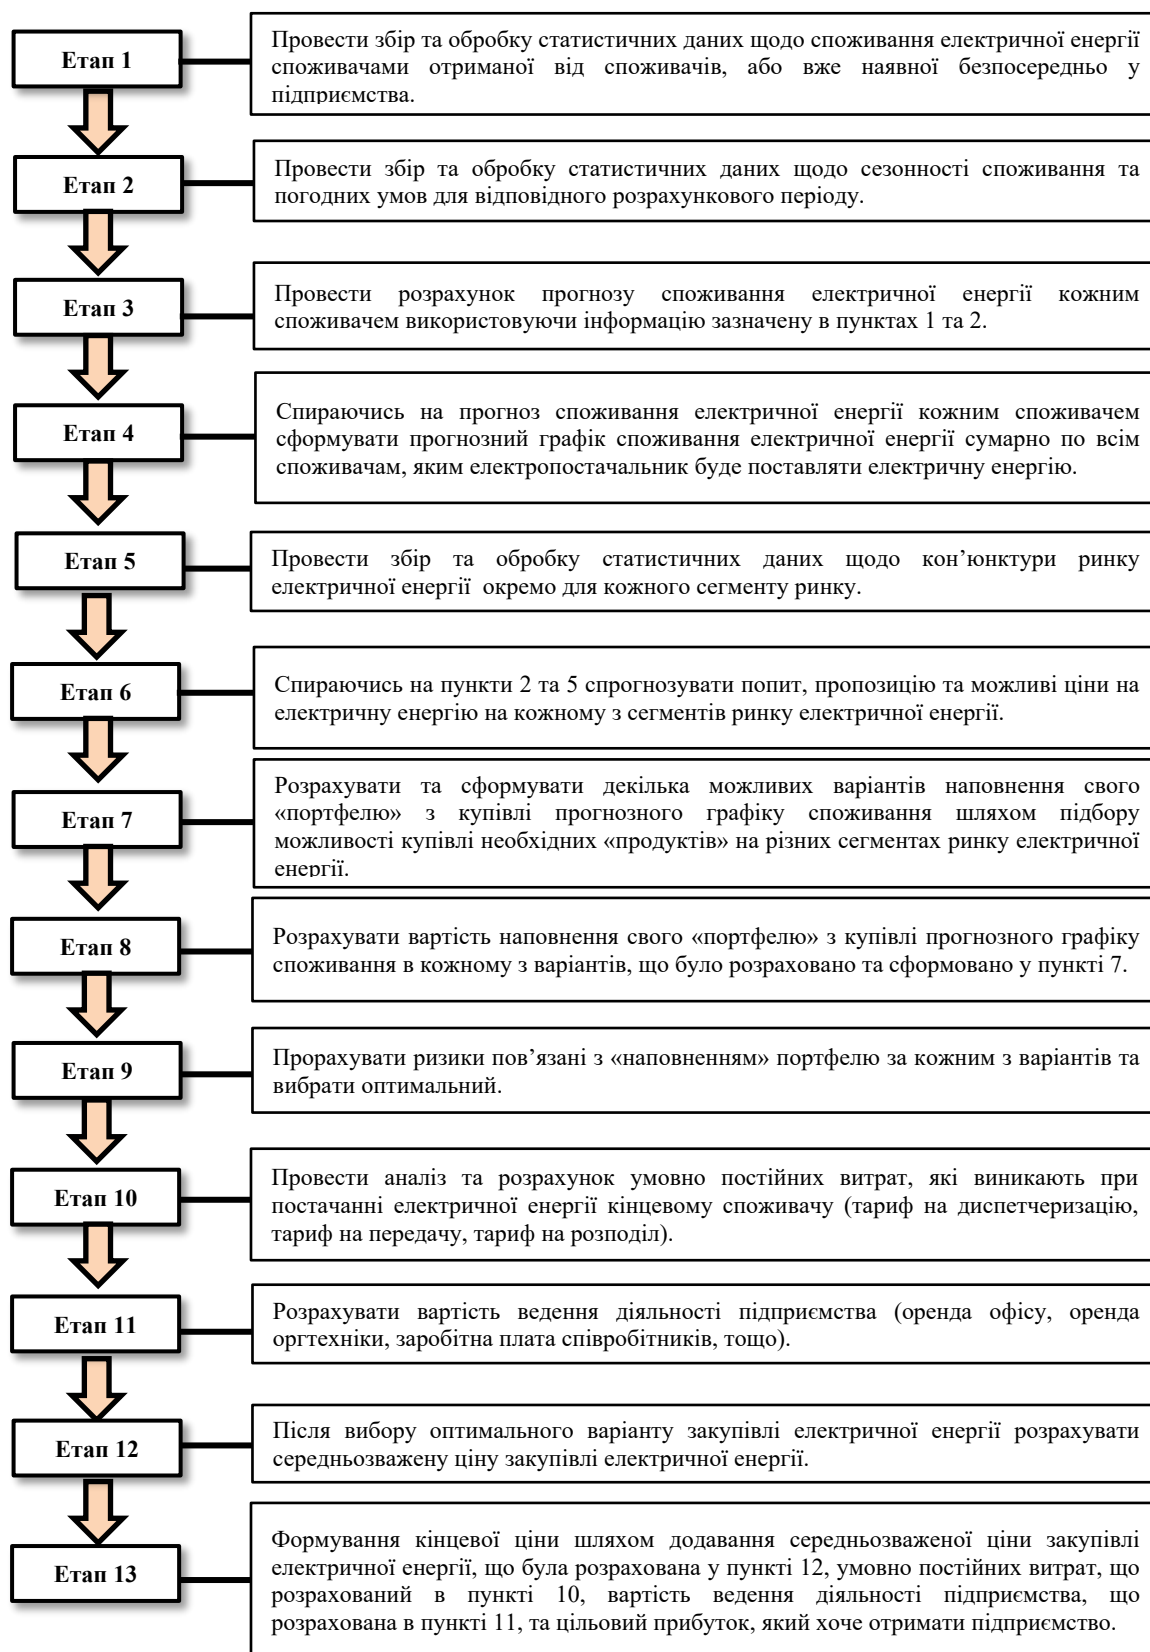 Етап 1
Провести збір та обробку статистичних даних щодо споживання електричної енергії
споживачами отриманої від споживачів, або вже наявної безпосередньо у
підприємства.
Етап 2
Провести збір та обробку статистичних даних щодо сезонності споживання та
погодних умов для відповідного розрахункового періоду.
Етап 3
Провести розрахунок прогнозу споживання електричної енергії кожним
споживачем використовуючи інформацію зазначену в пунктах 1 та 2.
Етап 4
Спираючись на прогноз споживання електричної енергії кожним споживачем
сформувати прогнозний графік споживання електричної енергії сумарно по всім
споживачам, яким електропостачальник буде поставляти електричну енергію.
Етап 5
Провести збір та обробку статистичних даних щодо кон’юнктури ринку
електричної енергії окремо для кожного сегменту ринку.
Етап 6
Спираючись на пункти 2 та 5 спрогнозувати попит, пропозицію та можливі ціни на
електричну енергію на кожному з сегментів ринку електричної енергії.
Етап 7
Розрахувати та сформувати декілька можливих варіантів наповнення свого
«портфелю» з купівлі прогнозного графіку споживання шляхом підбору
можливості купівлі необхідних «продуктів» на різних сегментах ринку електричної
енергії.
Етап 8
Розрахувати вартість наповнення свого «портфелю» з купівлі прогнозного графіку
споживання в кожному з варіантів, що було розраховано та сформовано у пункті 7.
Етап 9
Прорахувати ризики пов’язані з «наповненням» портфелю за кожним з варіантів та
вибрати оптимальний.
Етап 10
Провести аналіз та розрахунок умовно постійних витрат, які виникають при
постачанні електричної енергії кінцевому споживачу (тариф на диспетчеризацію,
тариф на передачу, тариф на розподіл).
Етап 11
Розрахувати вартість ведення діяльності підприємства (оренда офісу, оренда
оргтехніки, заробітна плата співробітників, тощо).
Етап 12
Після вибору оптимального варіанту закупівлі електричної енергії розрахувати
середньозважену ціну закупівлі електричної енергії.
Етап 13
Формування кінцевої ціни шляхом додавання середньозваженої ціни закупівлі
електричної енергії, що була розрахована у пункті 12, умовно постійних витрат, що
розрахований в пункті 10, вартість ведення діяльності підприємства, що
розрахована в пункті 11, та цільовий прибуток, який хоче отримати підприємство.